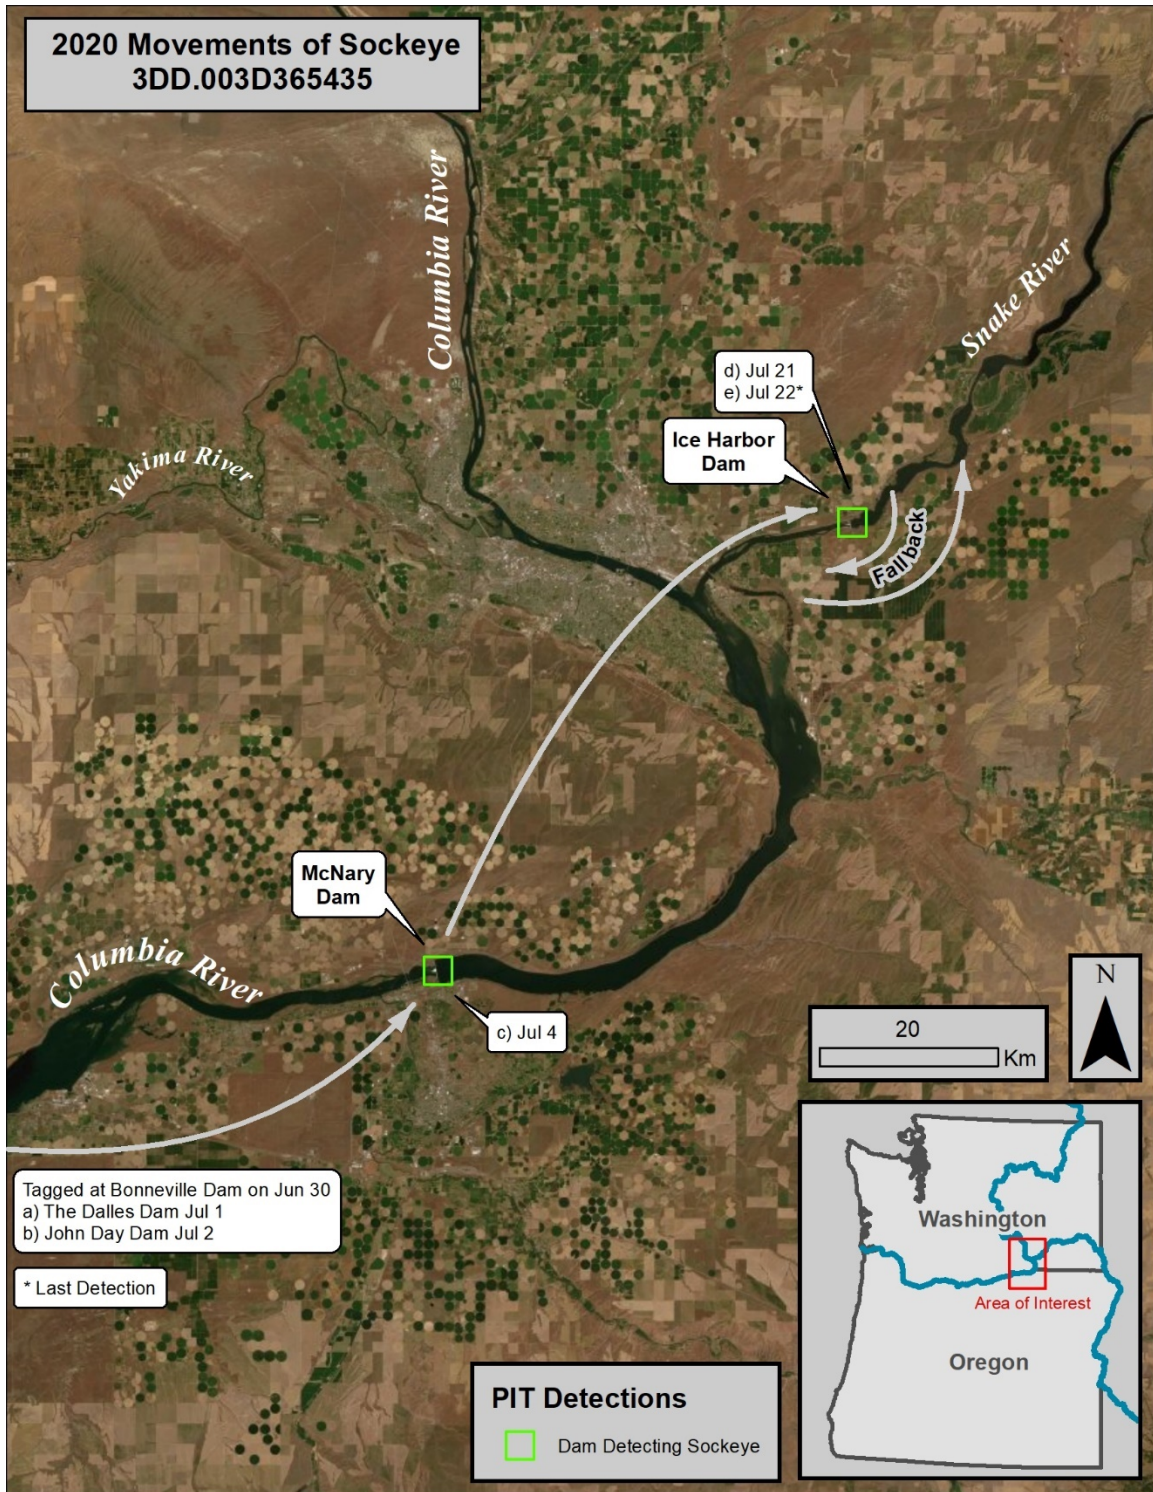 2020 Movements of Sockeye
3DD.003D365435
Columbia River
Snake River
d) Jul 21
e) Jul 22*
Ice Harbor
Dam
Yakima River
Fallback
McNary
Dam
Columbia River
c) Jul 4
N
20
Km
Tagged at Bonneville Dam on Jun 30
a) The Dalles Dam Jul 1
b) John Day Dam Jul 2
* Last Detection
Washington
Area of Interest
Oregon
PIT Detections
Dam Detecting Sockeye